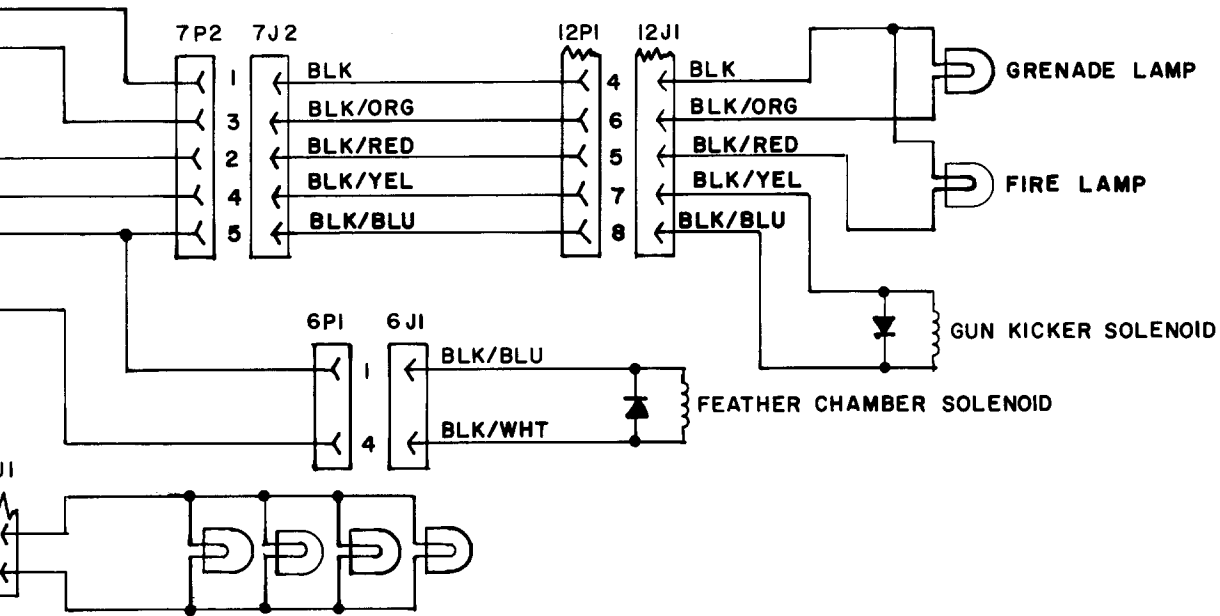 7P2 7J2 12P1 12J1
1 BLK 4 BLK
GRENADE LAMP
3 BLK/ORG 6 BLK/ORG
2 BLK/RED 5 BLK/RED
4 BLK/YEL 7 BLK/YEL
FIRE LAMP
5 BLK/BLU 8 BLK/BLU
6P1 6J1
GUN KICKER SOLENOID
1 BLK/BLU
FEATHER CHAMBER SOLENOID
4 BLK/WHT
J1